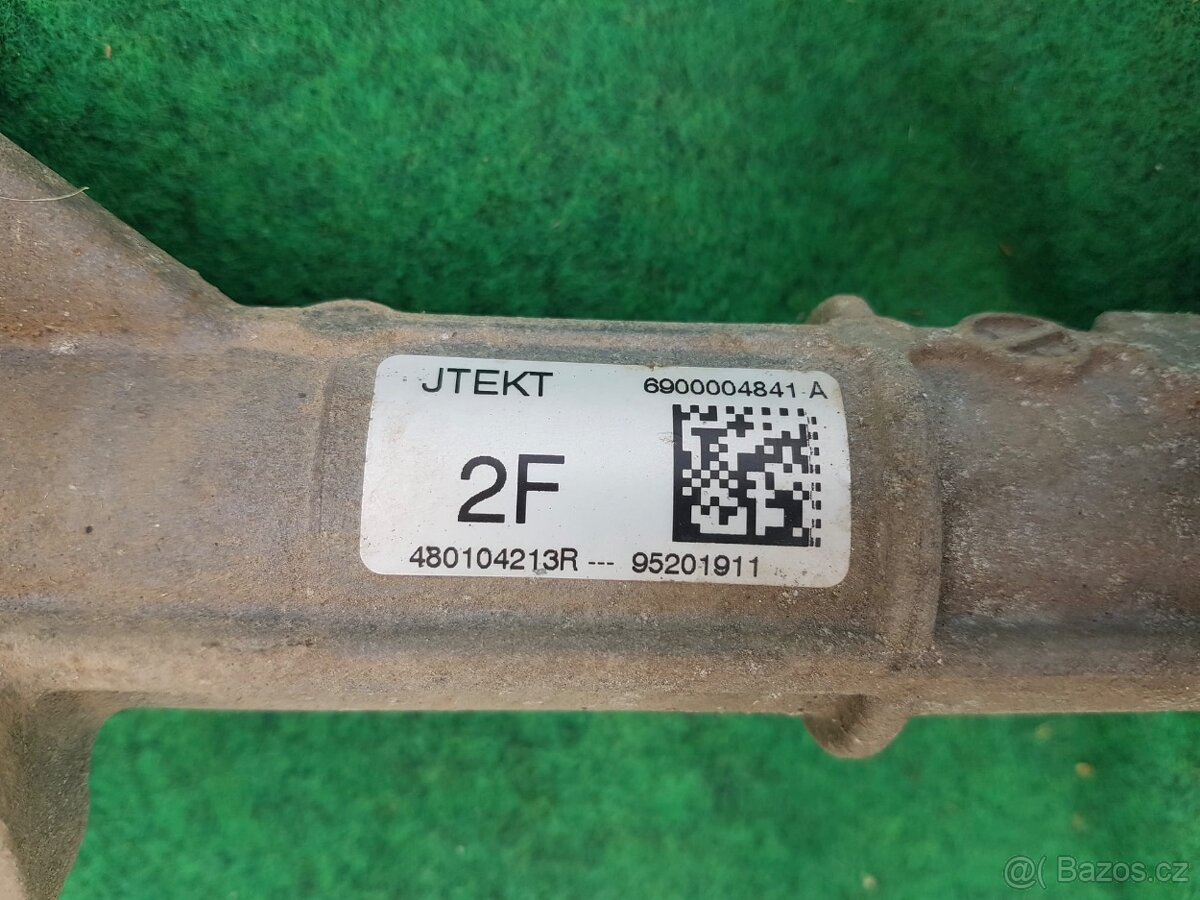 JTEKT 6900004841-A
2F
480104213R --- 95201911
@( Bazos.cz